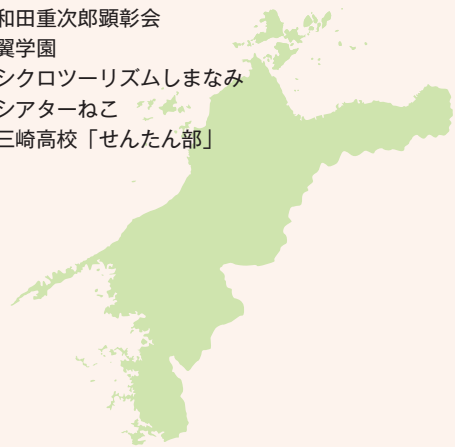 和田重次郎顕彰会
翼学園
シクロツーリズムしまなみ
シアターねこ
三崎高校「せんたん部」